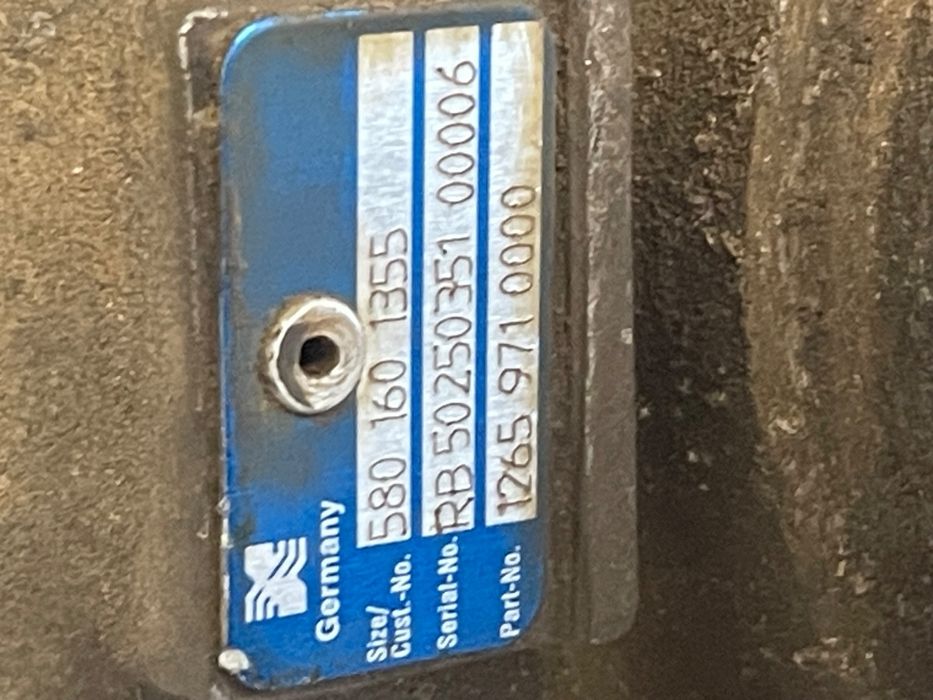 Germany
Size/
Cust.-No. 580 160 1355
Serial-No. RB 50250351 00006
Part-No. 1265 971 0000